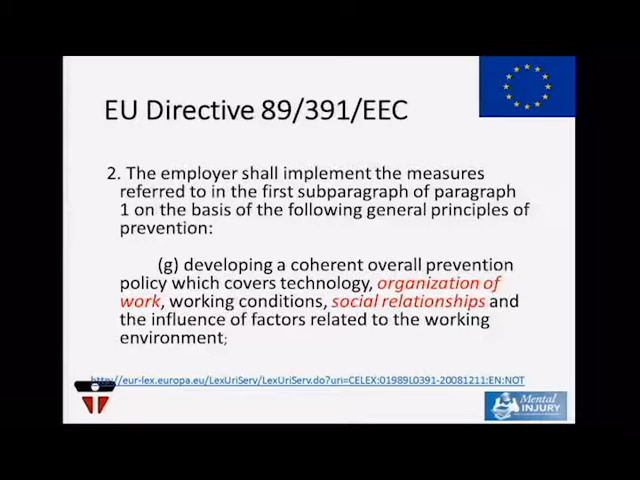 EU Directive 89/391/EEC
2. The employer shall implement the measures
referred to in the first subparagraph of paragraph
1 on the basis of the following general principles of
prevention:
(g) developing a coherent overall prevention
policy which covers technology, organization of
work, working conditions, social relationships and
the influence of factors related to the working
environment;
http://eur-lex.europa.eu/LexUriServ/LexUriServ.do?uri=CELEX:01989L0391-20081211:EN:NOT
Mental
INJURY